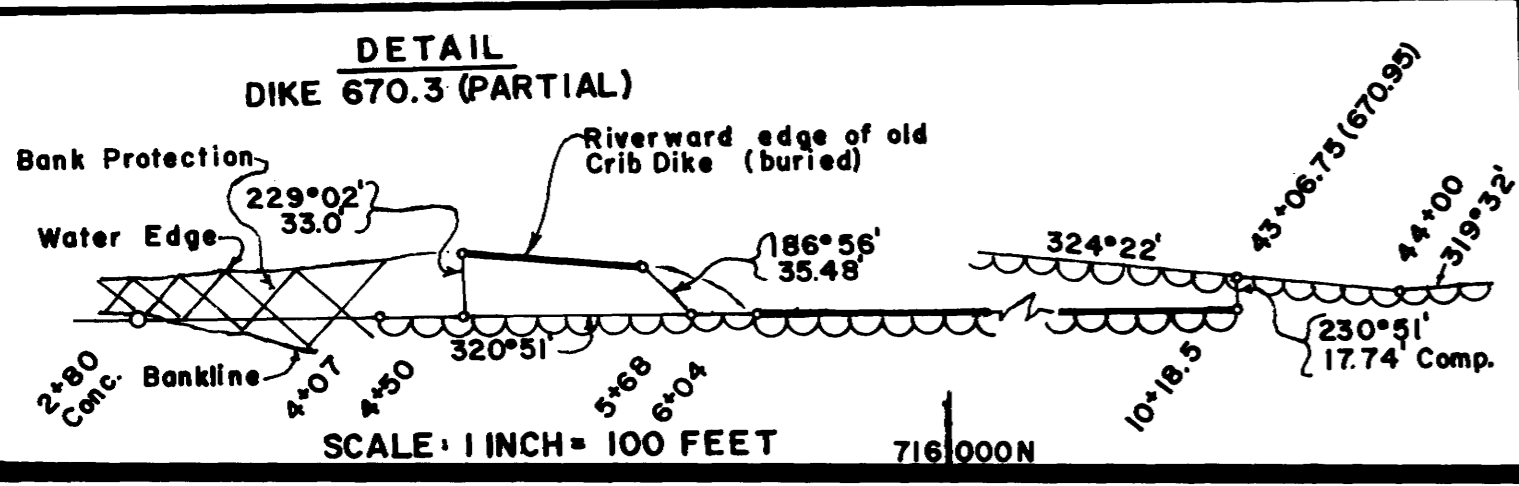 DETAIL
DIKE 670.3 (PARTIAL)
Riverward edge of old
Crib Dike (buried)
Bank Protection
229°02'
33.0'
Water Edge
186°56'
35.48'
324°22'
43+06.75 (670.95)
44+00
319°32'
320°51'
230°51'
17.74' Comp.
2+80
Conc.
Bankline
4+07
4+50
5+68
6+04
10+18.5
SCALE: 1 INCH = 100 FEET
716 000 N